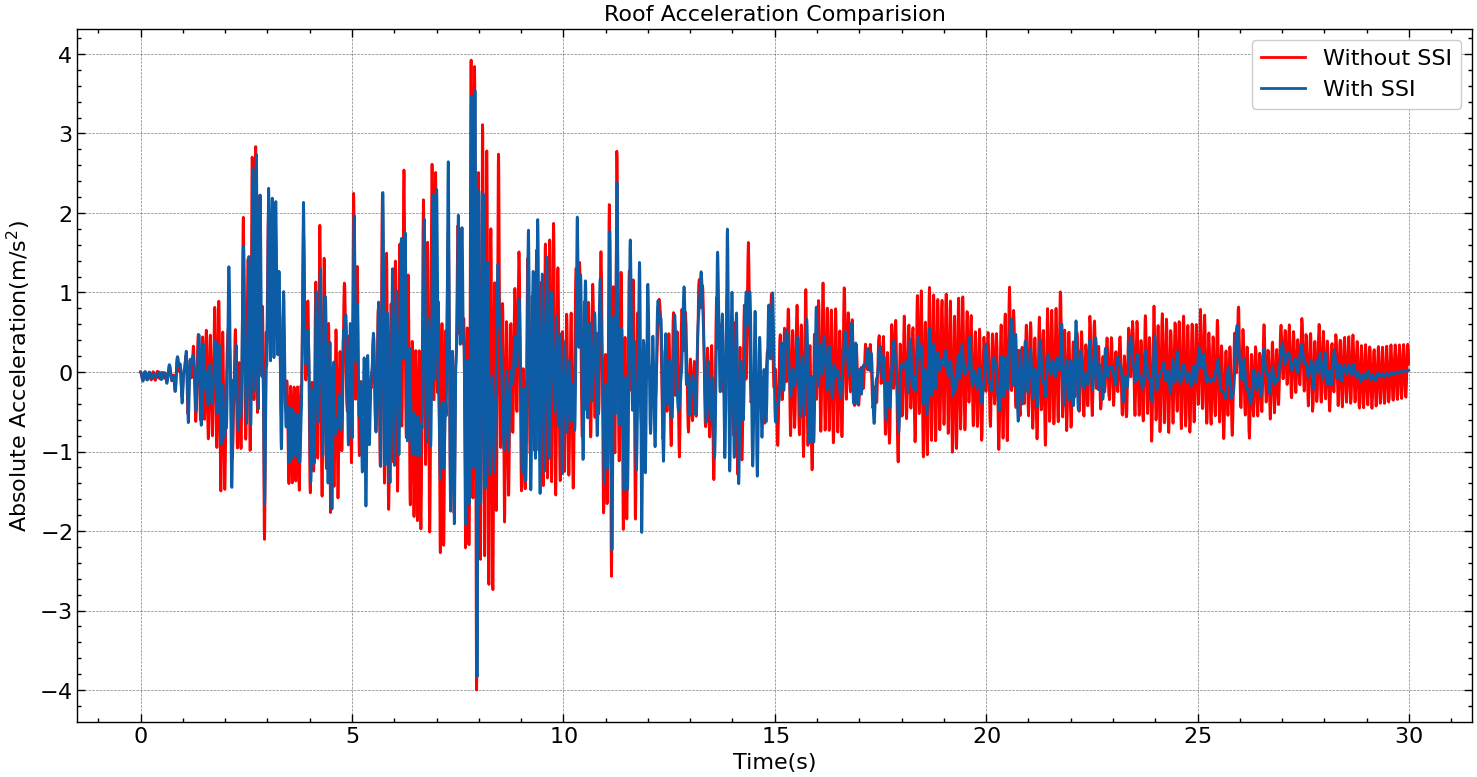 Roof Acceleration Comparision
Without SSI
With SSI
Absolute Acceleration(m/s²)
4
3
2
1
0
−1
−2
−3
−4
0 5 10 15 20 25 30
Time(s)